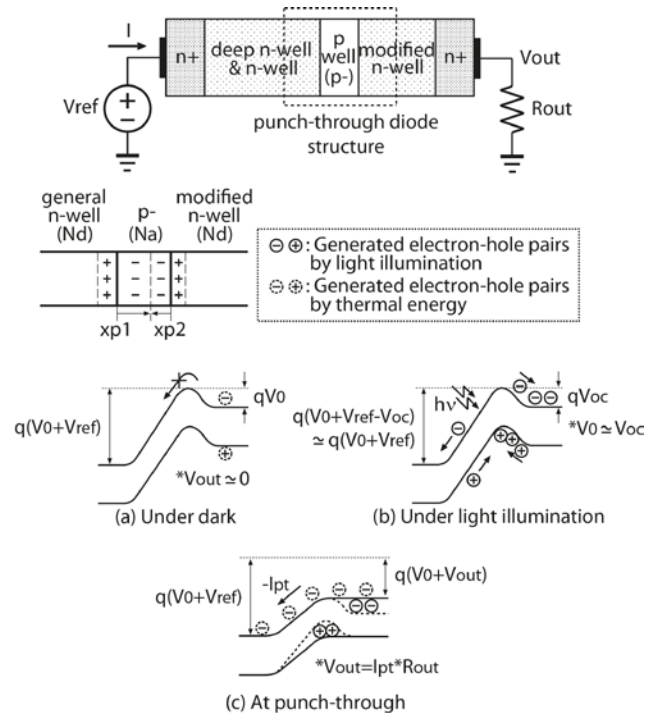 I
n+
deep n-well
& n-well
p
well
(p-)
modified
n-well
n+
Vout
Vref
Rout
punch-through diode
structure
general
n-well
(Nd)
p-
(Na)
modified
n-well
(Nd)
xp1
xp2
⊖ ⊕ : Generated electron-hole pairs
by light illumination
⊖ ⊕ : Generated electron-hole pairs
by thermal energy
q(V0+Vref)
qV0
*Vout ≃ 0
(a) Under dark
q(V0+Vref-Voc)
≃ q(V0+Vref)
hν
qVoc
*V0 ≃ Voc
(b) Under light illumination
q(V0+Vref)
-Ipt
q(V0+Vout)
*Vout=Ipt*Rout
(c) At punch-through